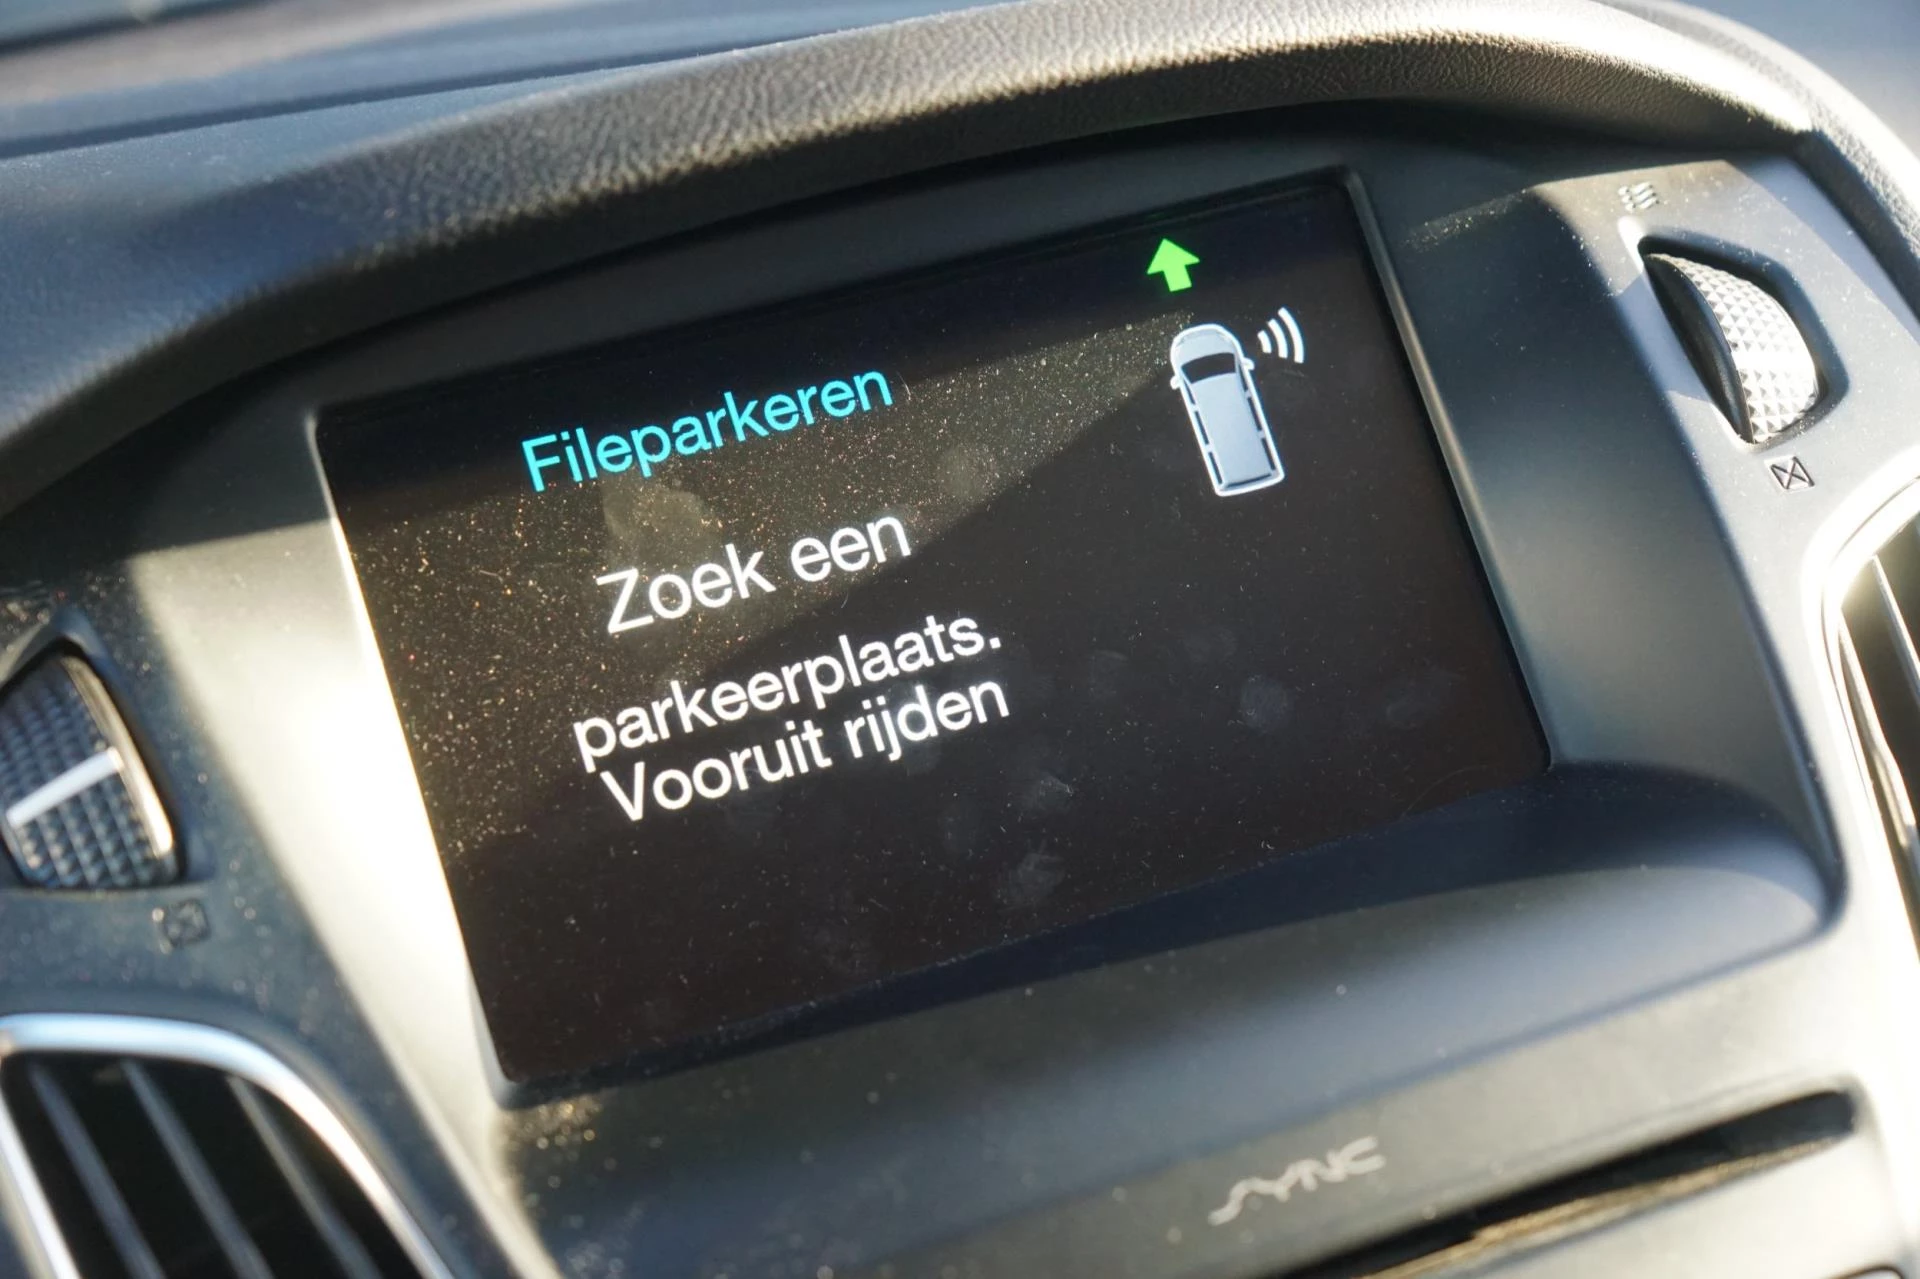 Fileparkeren
Zoek een
parkeerplaats.
Vooruit rijden
SYNC